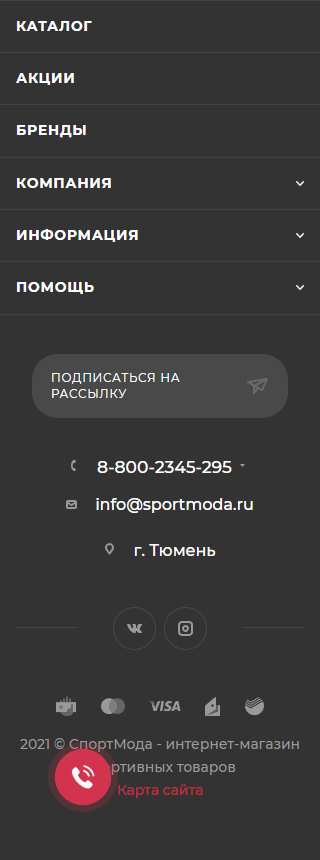 КАТАЛОГ
АКЦИИ
БРЕНДЫ
КОМПАНИЯ
ИНФОРМАЦИЯ
ПОМОЩЬ
ПОДПИСАТЬСЯ НА
РАССЫЛКУ
8-800-2345-295
info@sportmoda.ru
г. Тюмень
VISA
2021 © СпортМода - интернет-магазин
спортивных товаров
Карта сайта